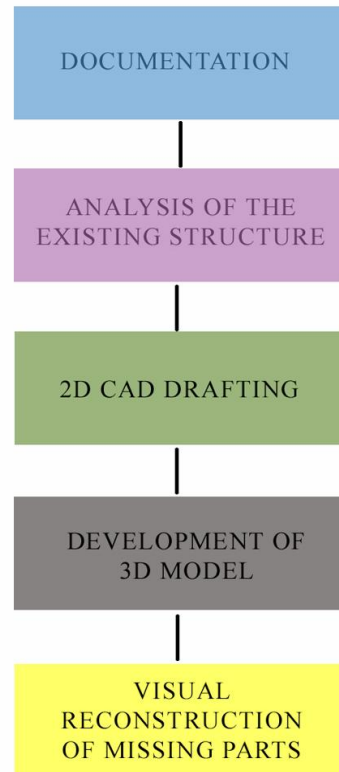 DOCUMENTATION
ANALYSIS OF THE
EXISTING STRUCTURE
2D CAD DRAFTING
DEVELOPMENT OF
3D MODEL
VISUAL
RECONSTRUCTION
OF MISSING PARTS